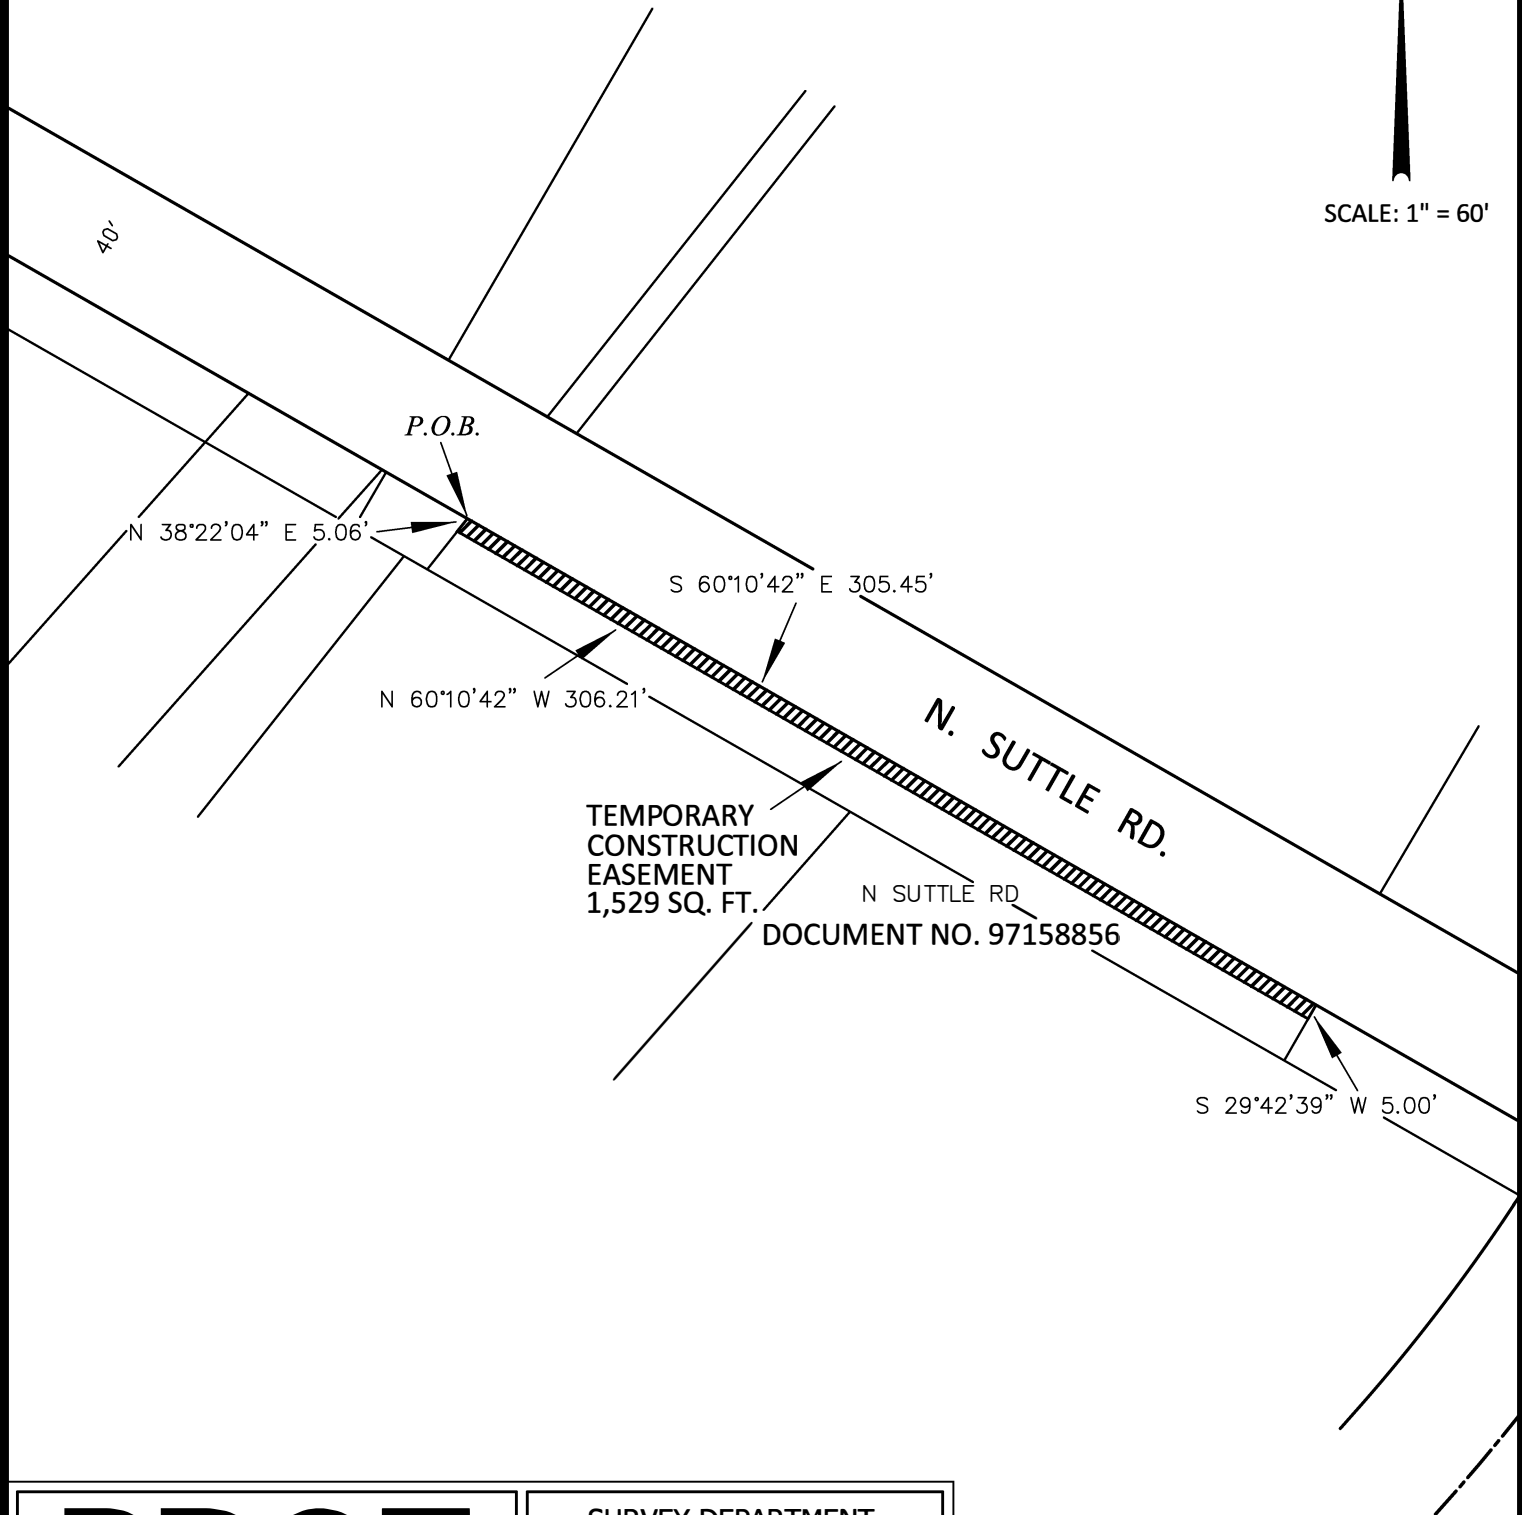 SCALE: 1" = 60'
40'
P.O.B.
N 38°22'04" E 5.06'
S 60°10'42" E 305.45'
N 60°10'42" W 306.21'
N. SUTTLE RD.
TEMPORARY
CONSTRUCTION
EASEMENT
1,529 SQ. FT.
N SUTTLE RD
DOCUMENT NO. 97158856
S 29°42'39" W 5.00'
SURVEY DEPARTMENT